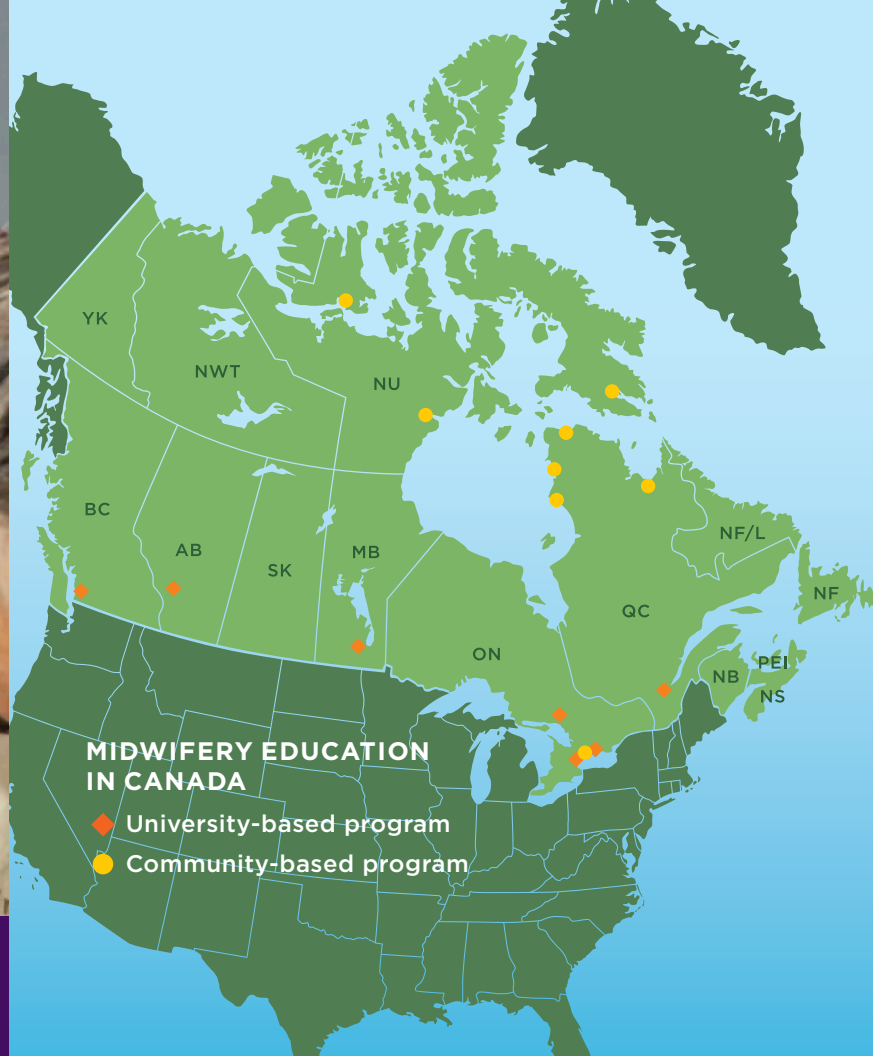 YK
NWT
NU
BC
AB
SK
MB
NF/L
NF
QC
ON
PEI
NB
NS
MIDWIFERY EDUCATION
IN CANADA
University-based program
Community-based program